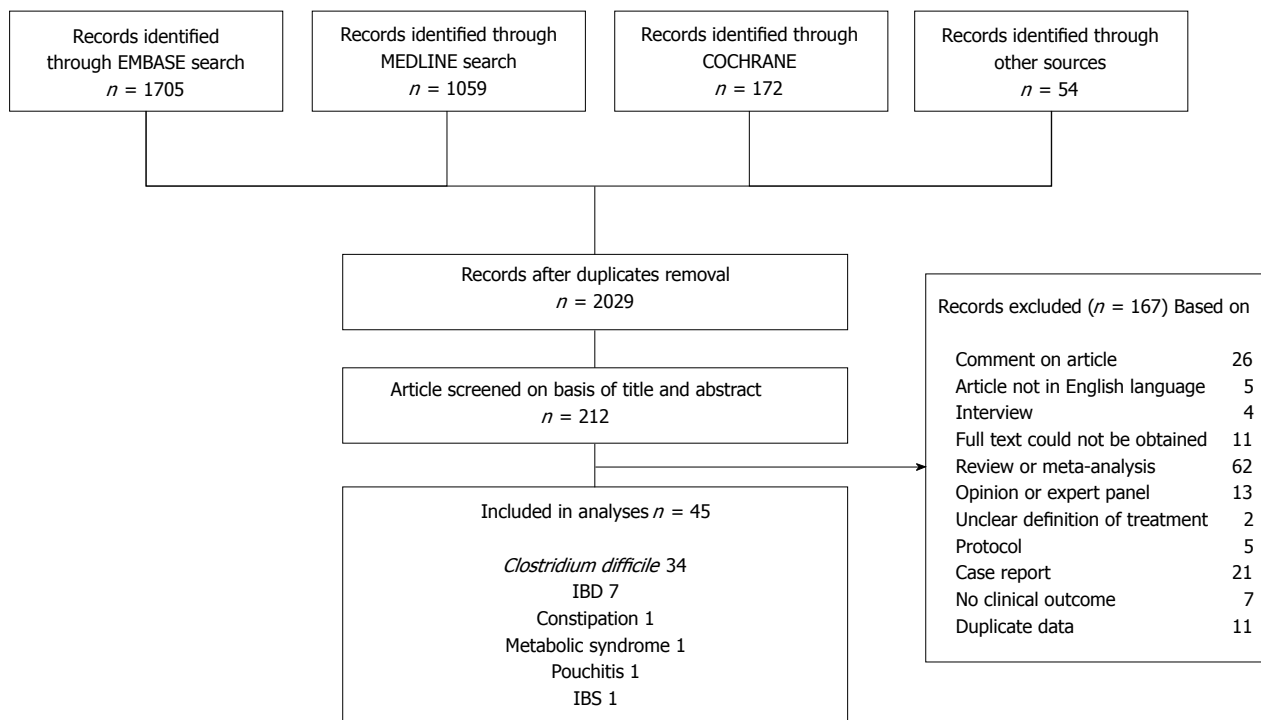 Records identified
through EMBASE search
n = 1705
Records identified through
MEDLINE search
n = 1059
Records identified through
COCHRANE
n = 172
Records identified through
other sources
n = 54
Records after duplicates removal
n = 2029
Article screened on basis of title and abstract
n = 212
Records excluded (n = 167) Based on
Comment on article 26
Article not in English language 5
Interview 4
Full text could not be obtained 11
Review or meta-analysis 62
Opinion or expert panel 13
Unclear definition of treatment 2
Protocol 5
Case report 21
No clinical outcome 7
Duplicate data 11
Included in analyses n = 45
Clostridium difficile 34
IBD 7
Constipation 1
Metabolic syndrome 1
Pouchitis 1
IBS 1